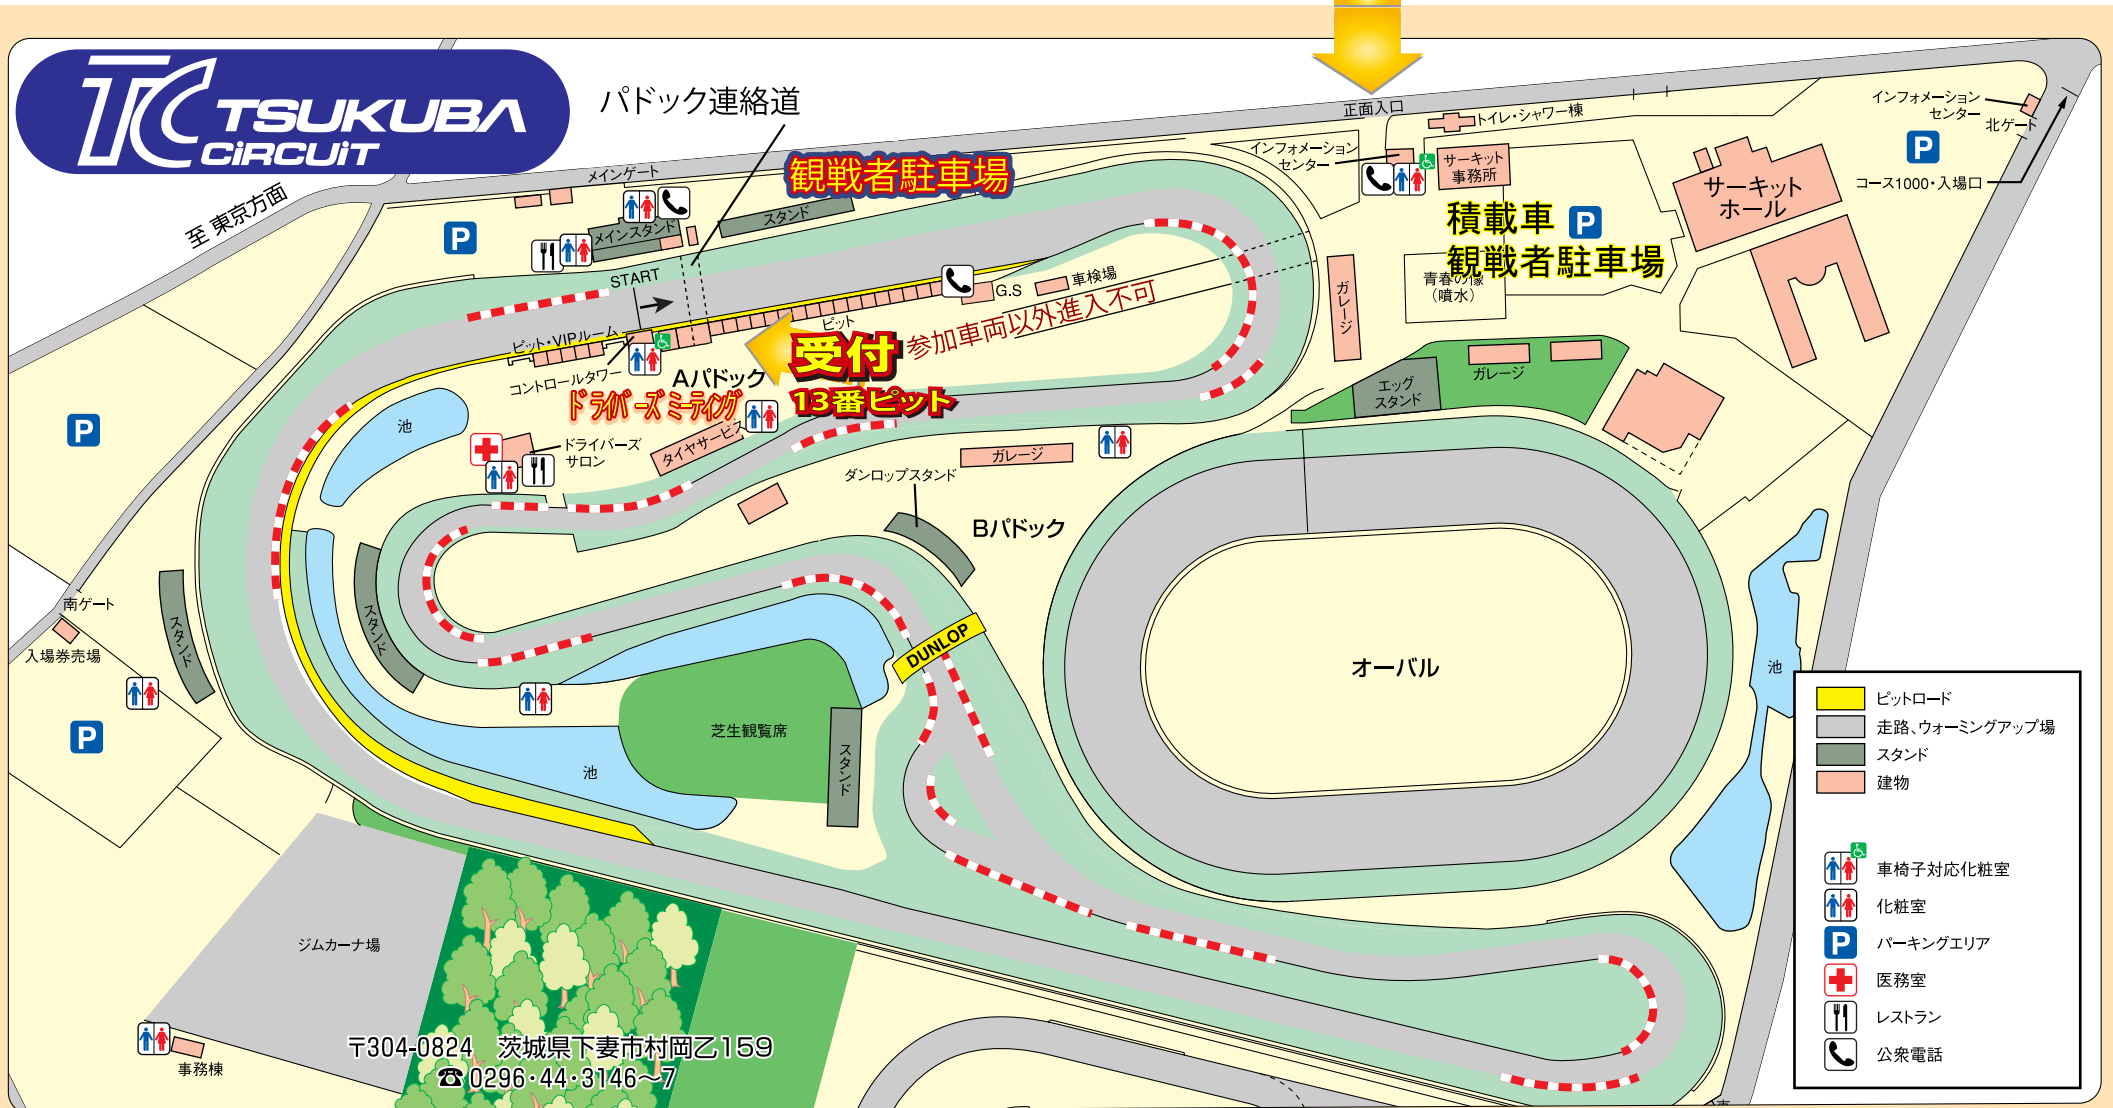 TC TSUKUBA
CiRCUiT
パドック連絡道
正面入口
トイレ・シャワー棟
インフォメーション
センター
北ゲート
コース1000・入場口
インフォメーション
センター
サーキット
事務所
サーキット
ホール
メインゲート
観戦者駐車場
至 東京方面
スタンド
メインスタンド
積載車
観戦者駐車場
START
青春の像
(噴水)
ガレージ
G.S
車検場
ピット
参加車両以外進入不可
ピット・VIPルーム
受付
13番ピット
コントロールタワー
Aパドック
ドライバーズミーティング
エッグ
スタンド
ガレージ
池
ドライバーズ
サロン
タイヤサービス
ガレージ
ダンロップスタンド
Bパドック
南ゲート
入場券売場
スタンド
スタンド
DUNLOP
オーバル
池
芝生観覧席
スタンド
池
ピットロード
走路、ウォーミングアップ場
スタンド
建物
車椅子対応化粧室
化粧室
P
パーキングエリア
医務室
レストラン
公衆電話
P
P
P
P
P
ジムカーナ場
事務棟
〒304-0824 茨城県下妻市村岡乙159
☎0296・44・3146〜7